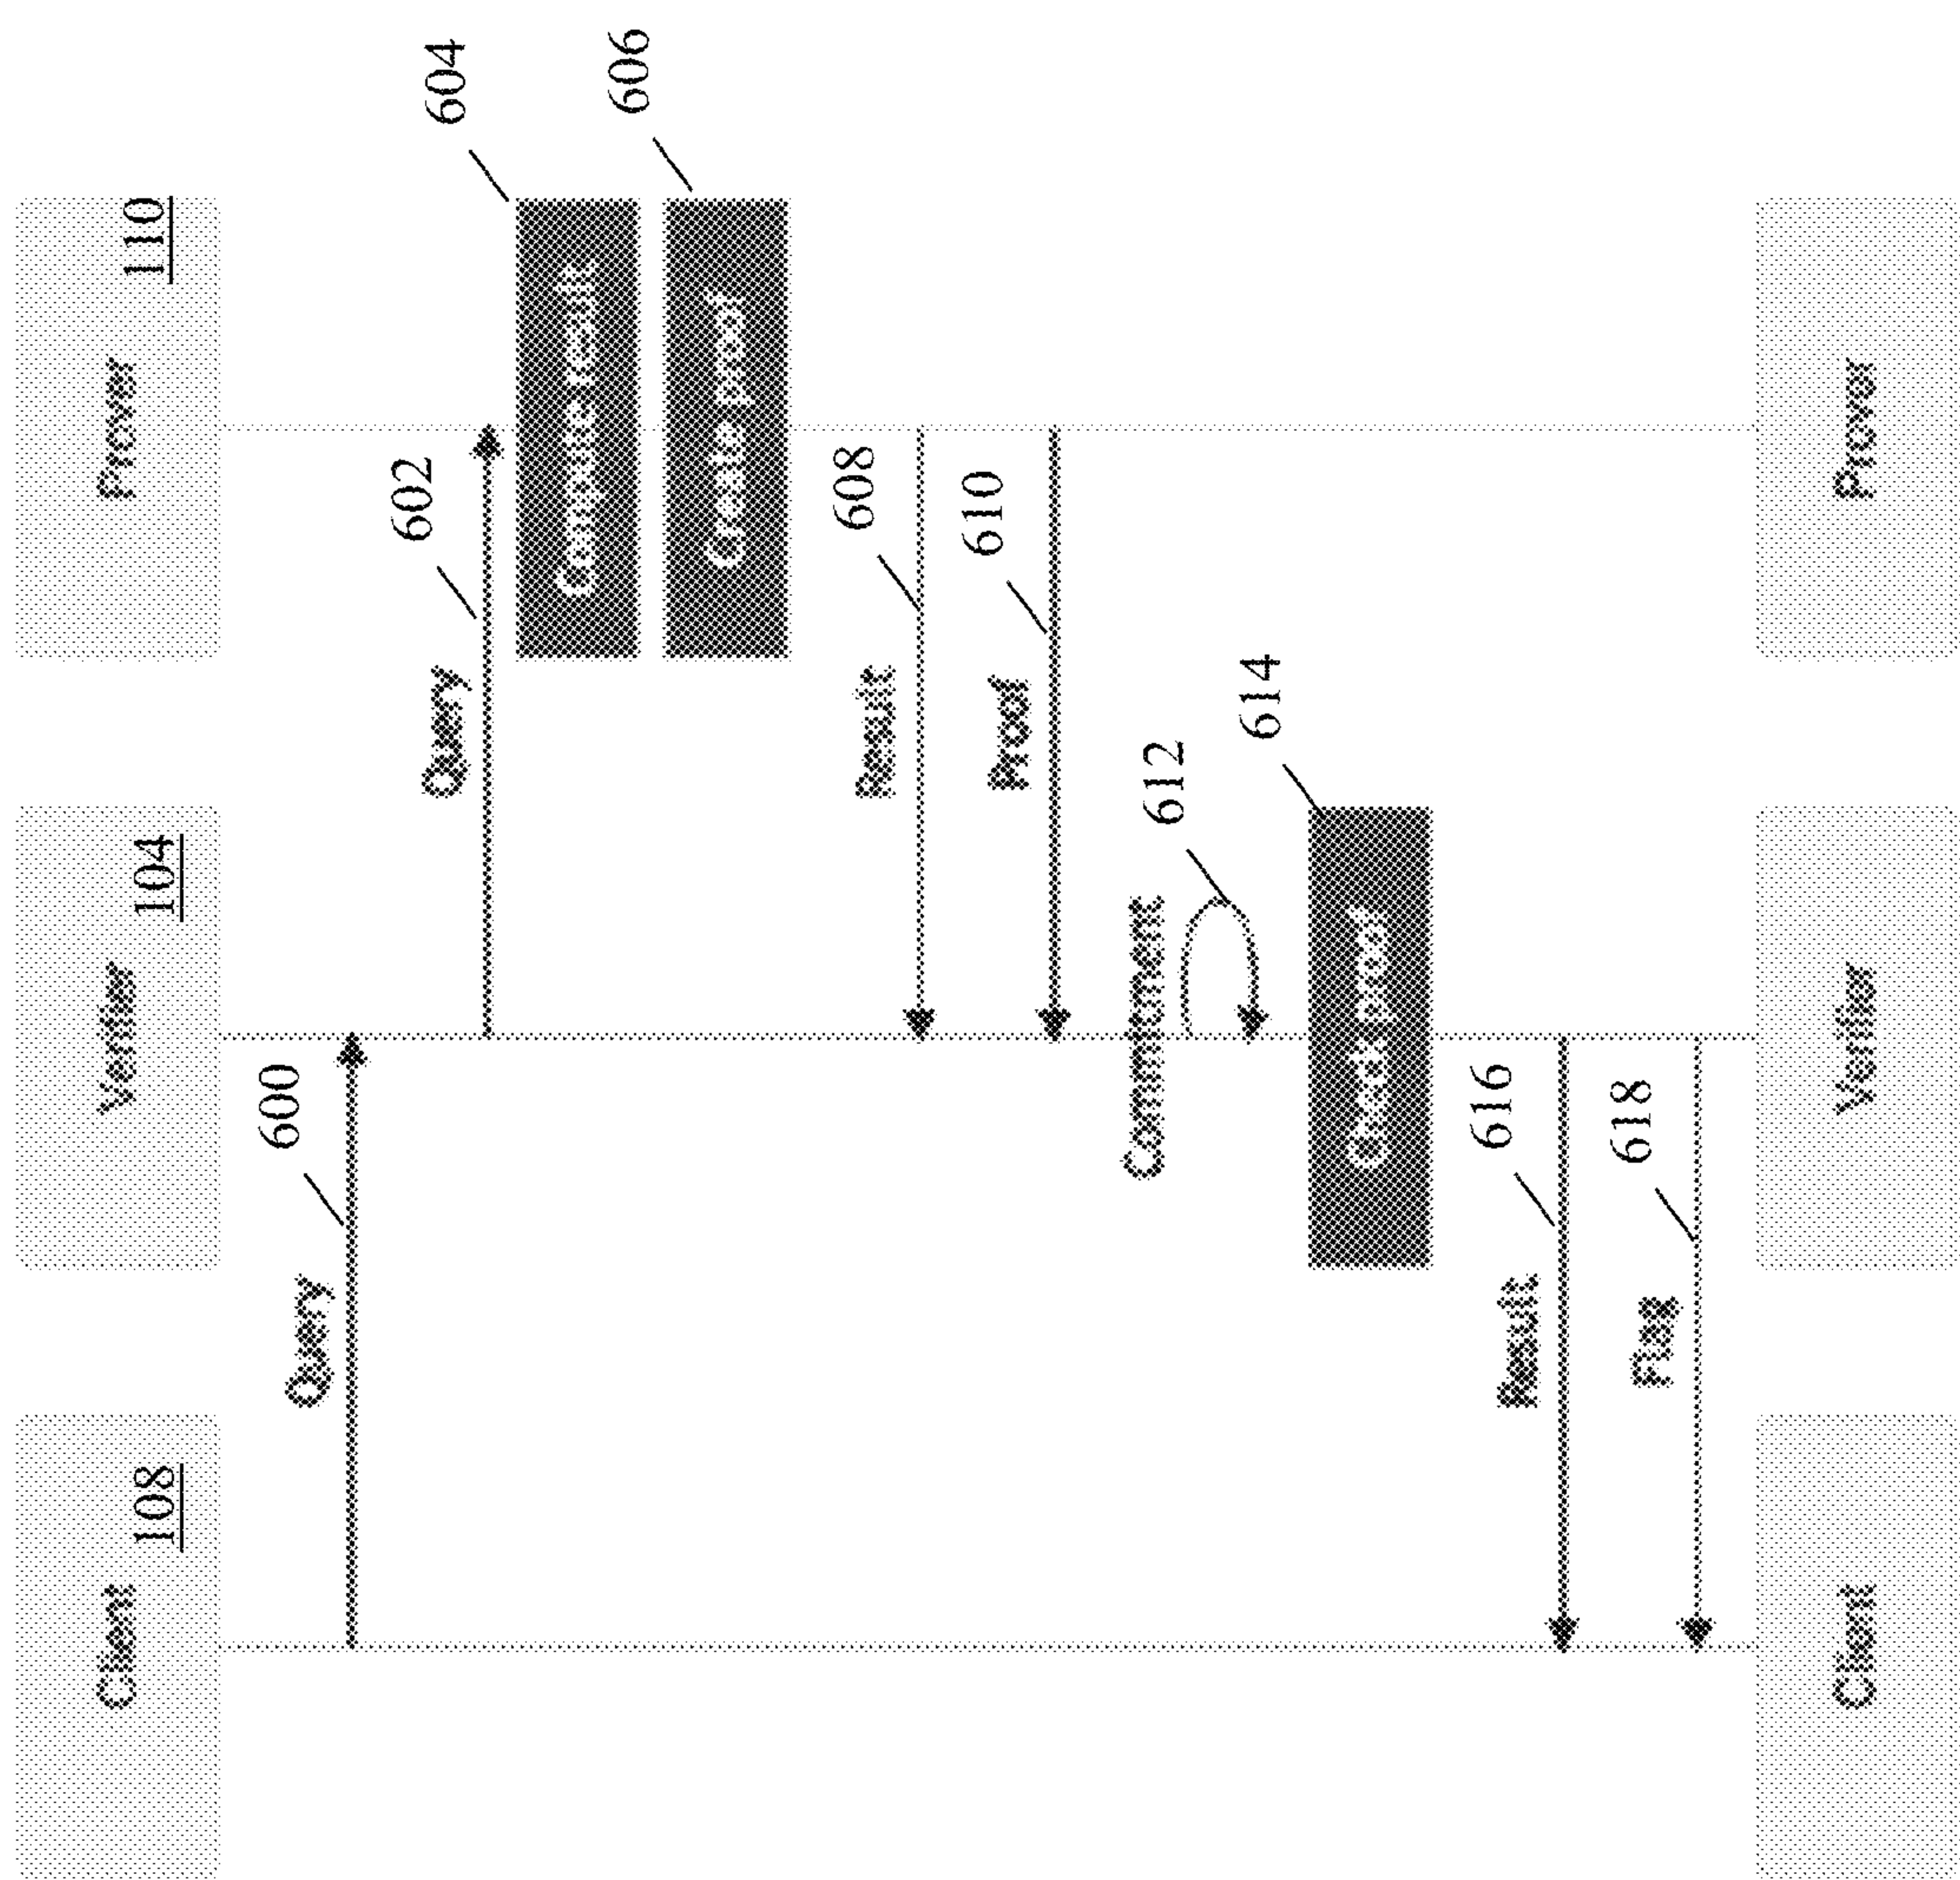 Client
108
Verifier
104
Prover
110
600
Query
602
Query
604
Compute result
606
Create proof
608
Result
610
Proof
Commitment
612
614
Check proof
616
Result
618
Flag
Client
Verifier
Prover